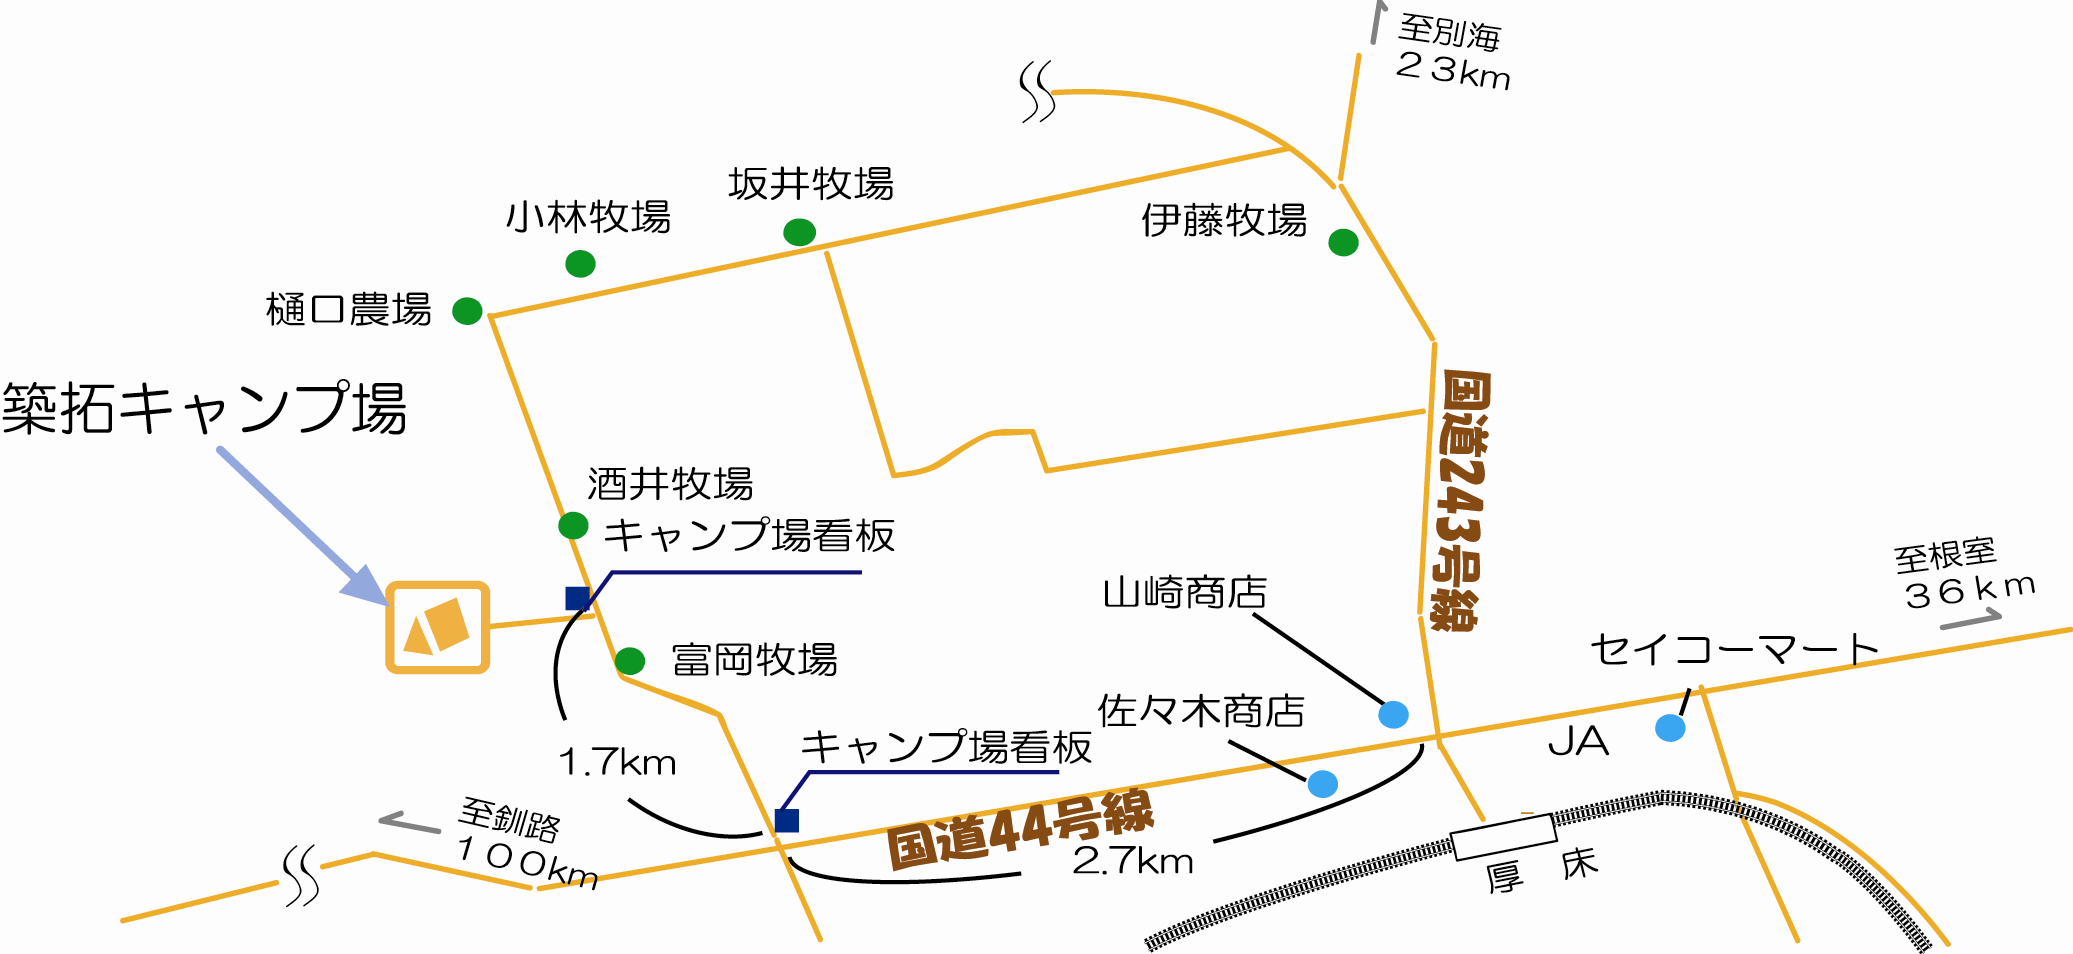 至別海
２３km
坂井牧場
小林牧場
伊藤牧場
樋口農場
築拓キャンプ場
国道243号線
酒井牧場
キャンプ場看板
至根室
３６ｋｍ
山崎商店
セイコーマート
富岡牧場
佐々木商店
キャンプ場看板
JA
1.7km
至釧路
１００km
国道44号線
2.7km
厚　床